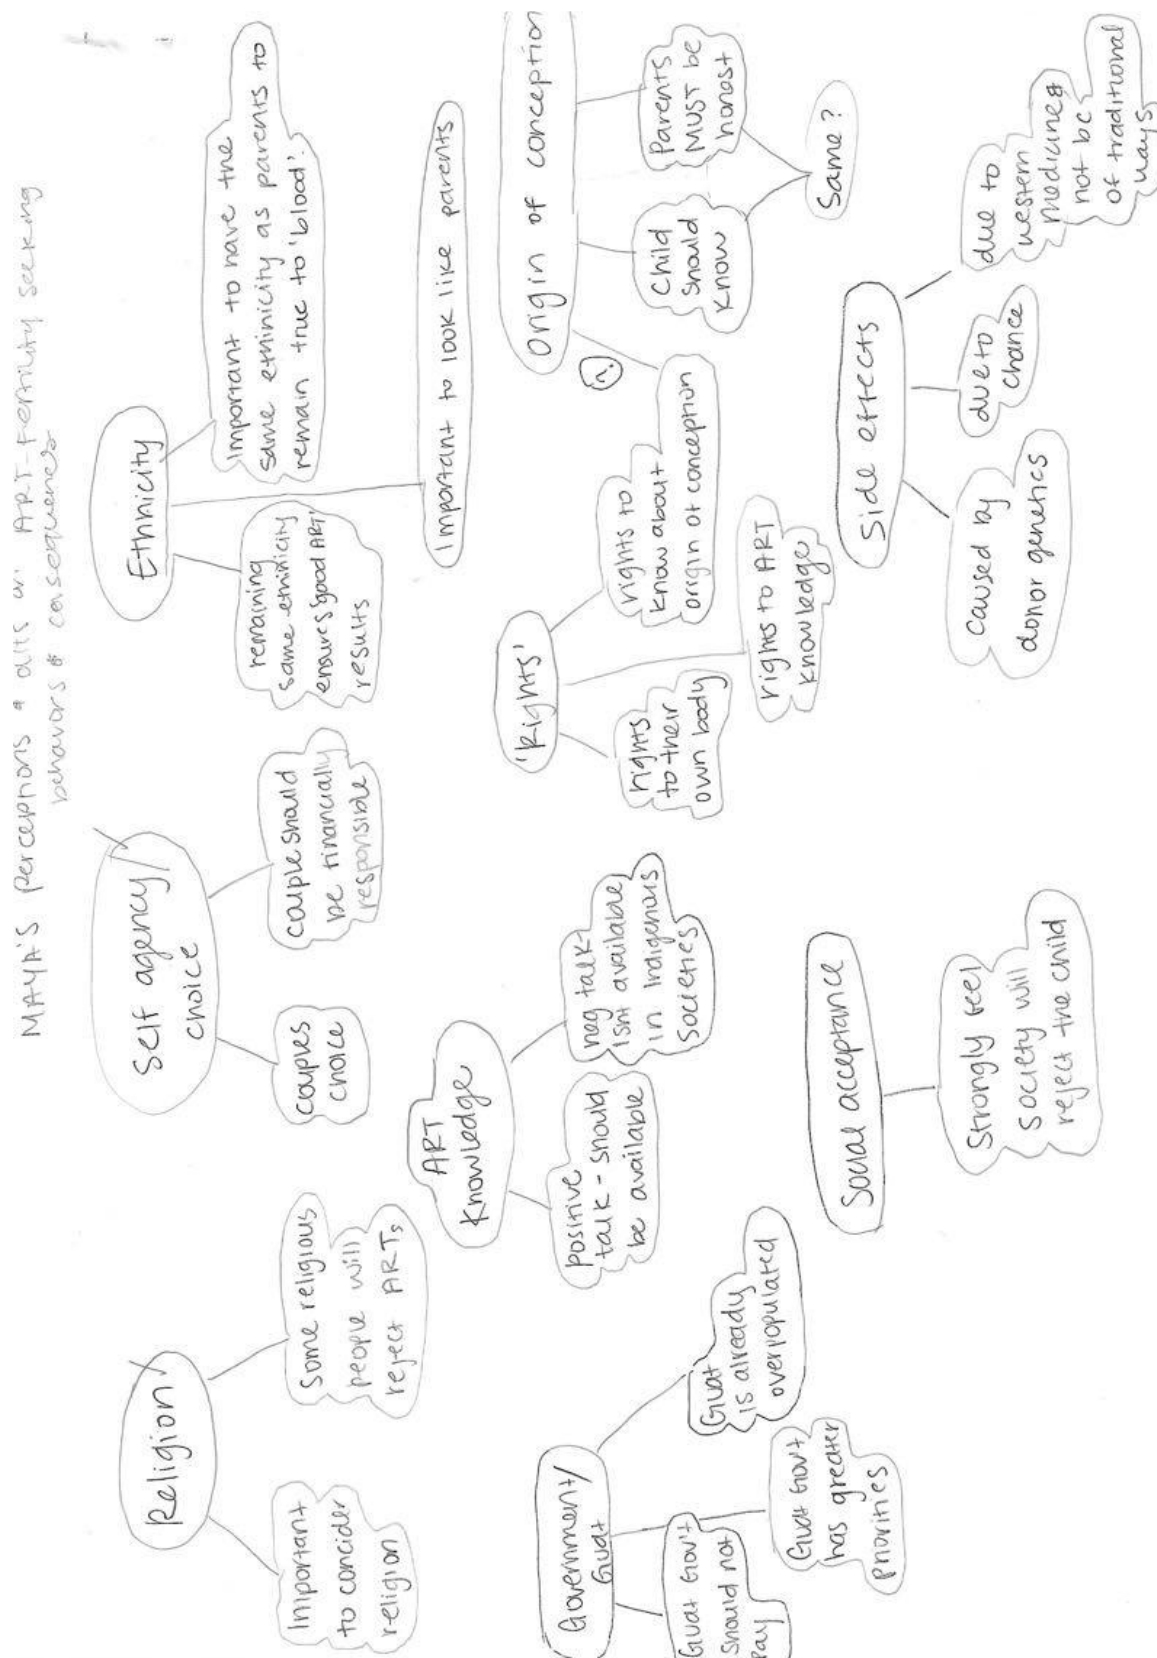 MAYA'S perceptions & atts on ART-fertility seeking
behavors & consequences
Religion
Important
to concider
religion
Some religious
people will
reject ARTs
Self agency/
choice
couples
choice
couple should
be financially
responsible
Ethnicity
remaining
same ethinicity
ensures 'good ART'
results
Important to look like parents
Important to have the
same ethinicity as parents to
remain true to 'blood'.
ART
Knowledge
positive
talk - should
be available
neg talk-
isnt available
in Indigenous
Societies
'Rights'
rights
to their
own body
rights to ART
knowledge
rights to
know about
origin of conception
?
Origin of conception
Child
should
know
Parents
MUST be
honest
Same?
Government/
Guat
Guat Gov't
should not
pay
Guat Gov't
has greater
priorities
Guat
is already
overpopulated
Social acceptance
Strongly feel
society will
reject the child
Side effects
caused by
donor genetics
due to
chance
due to
western
medicine &
not be
of traditional
ways